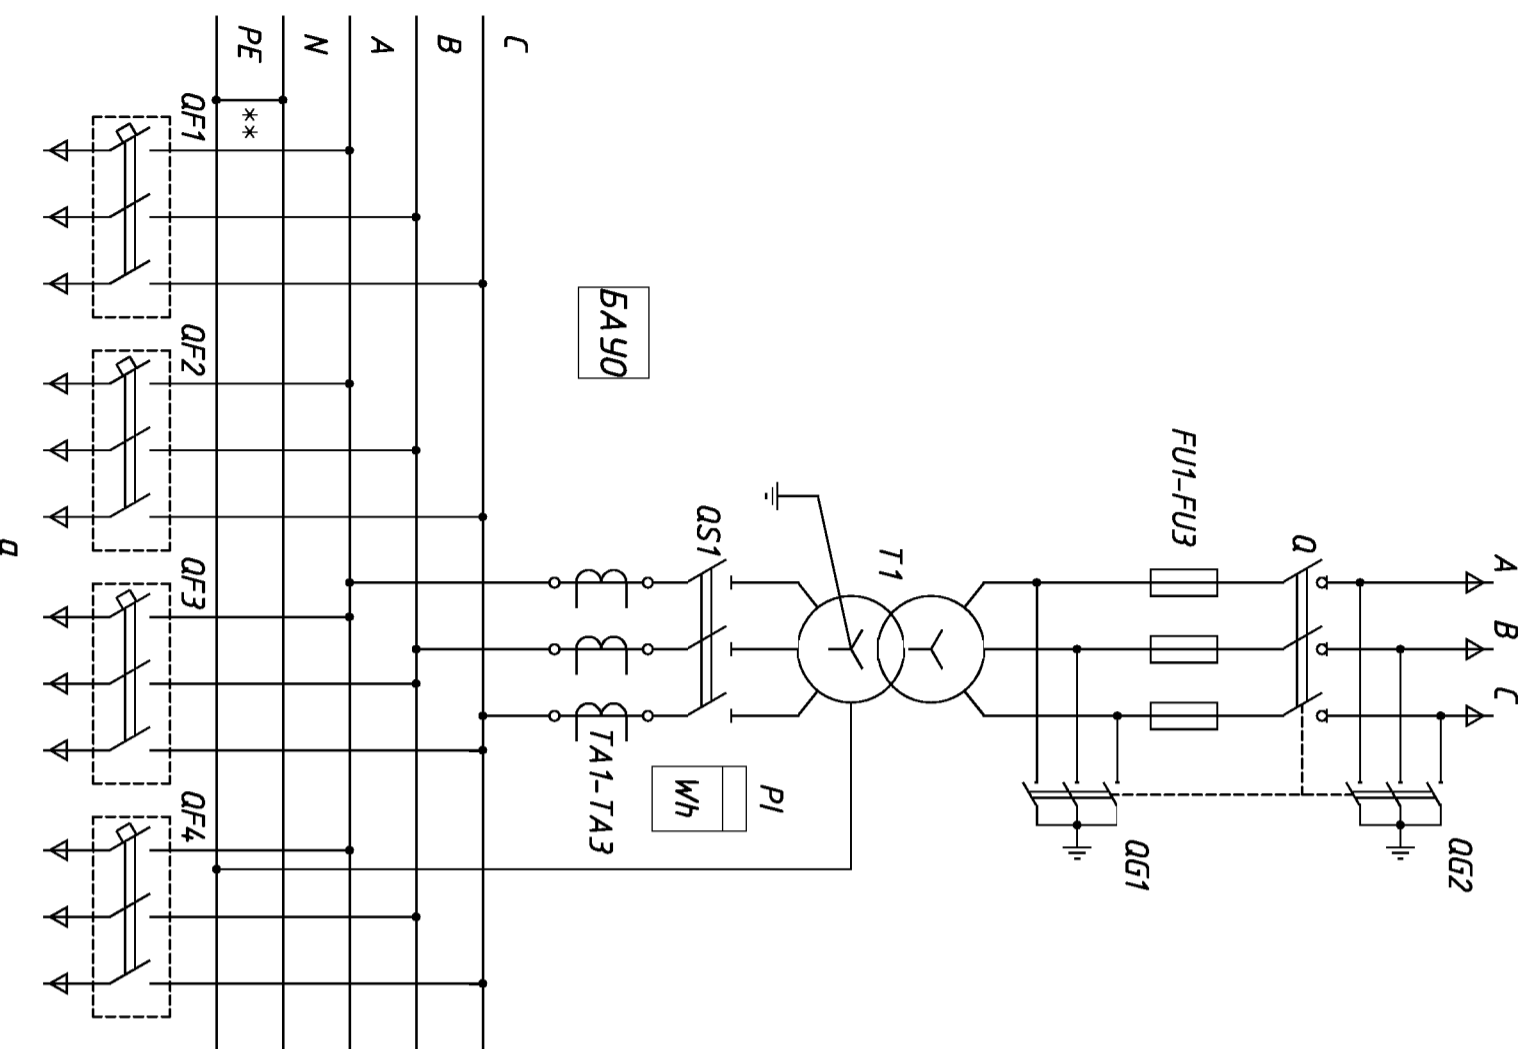 A
B
C
QG2
Q
QG1
FU1-FU3
T1
PI
Wh
QS1
TA1-TA3
БАУО
C
B
A
N
PE
**
QF1
QF2
QF3
QF4
а